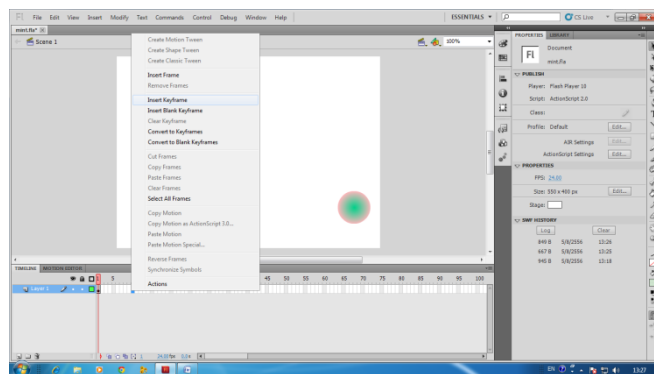 Fl File Edit View Insert Modify Text Commands Control Debug Window Help
ESSENTIALS
CS Live
mint.fla*
Scene 1
100%
Create Motion Tween
Create Shape Tween
Create Classic Tween
Insert Frame
Remove Frames
Insert Keyframe
Insert Blank Keyframe
Clear Keyframe
Convert to Keyframes
Convert to Blank Keyframes
Cut Frames
Copy Frames
Paste Frames
Clear Frames
Select All Frames
Copy Motion
Copy Motion as ActionScript 3.0...
Paste Motion
Paste Motion Special...
Reverse Frames
Synchronize Symbols
Actions
PROPERTIES LIBRARY
Fl
Document
mint.fla
PUBLISH
Player: Flash Player 10
Script: ActionScript 2.0
Class:
Profile: Default Edit...
AIR Settings Edit...
ActionScript Settings Edit...
PROPERTIES
FPS: 24.00
Size: 550 x 400 px Edit...
Stage:
SWF HISTORY
Log Clear
849 B 5/8/2556 13:26
667 B 5/8/2556 13:25
945 B 5/8/2556 13:18
TIMELINE MOTION EDITOR
5 45 50 55 60 65 70 75 80 85 90 95 100
Layer 1
1 24.00fps 0.0s
EN
13:27